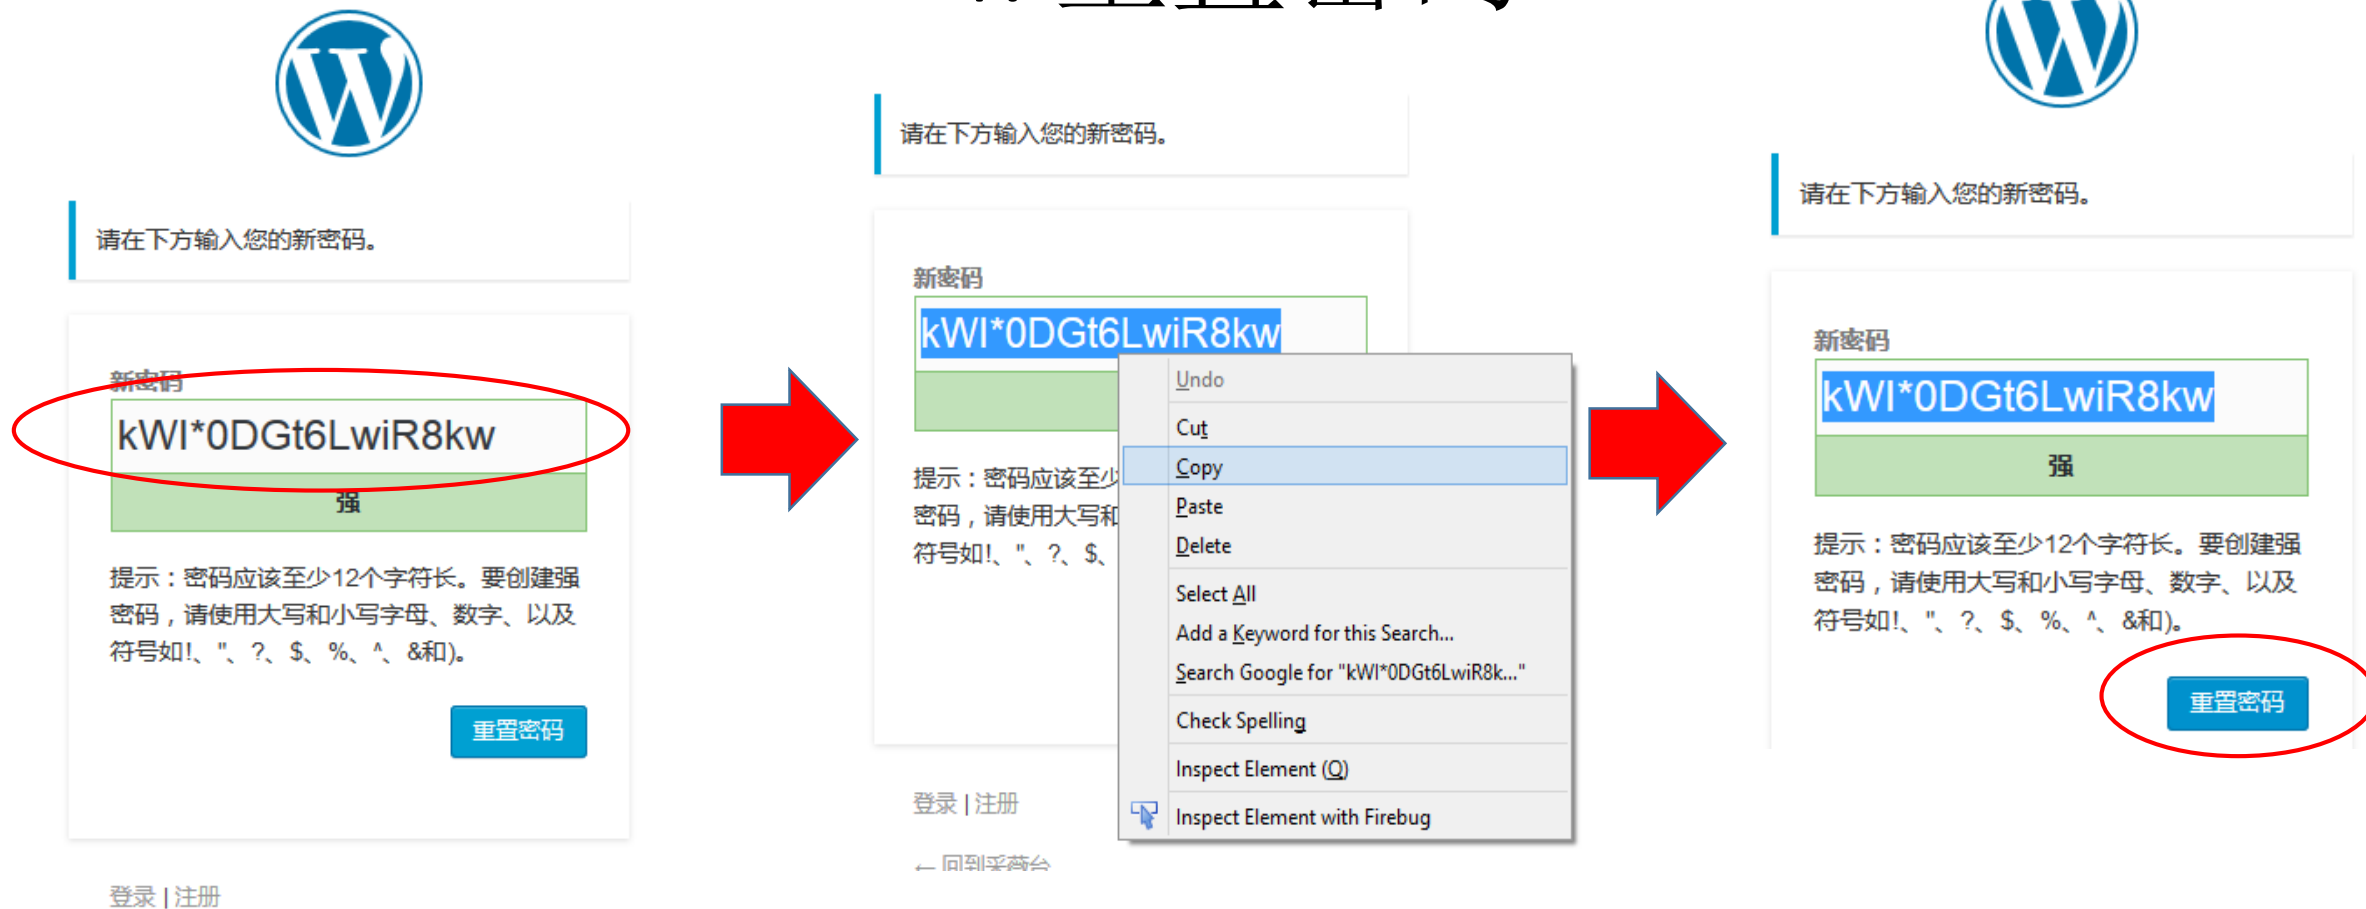 重置密码
请在下方输入您的新密码。
新密码
kWI*0DGt6LwiR8kw
强
提示：密码应该至少12个字符长。要创建强
密码，请使用大写和小写字母、数字、以及
符号如!、"、?、$、%、^、&和)。
重置密码
登录 | 注册
请在下方输入您的新密码。
新密码
kWI*0DGt6LwiR8kw
提示：密码应该至少
密码，请使用大写和
符号如!、"、?、$、
Undo
Cut
Copy
Paste
Delete
Select All
Add a Keyword for this Search...
Search Google for "kWI*0DGt6LwiR8k..."
Check Spelling
Inspect Element (Q)
Inspect Element with Firebug
登录 | 注册
← 回到采薇台
请在下方输入您的新密码。
新密码
kWI*0DGt6LwiR8kw
强
提示：密码应该至少12个字符长。要创建强
密码，请使用大写和小写字母、数字、以及
符号如!、"、?、$、%、^、&和)。
重置密码